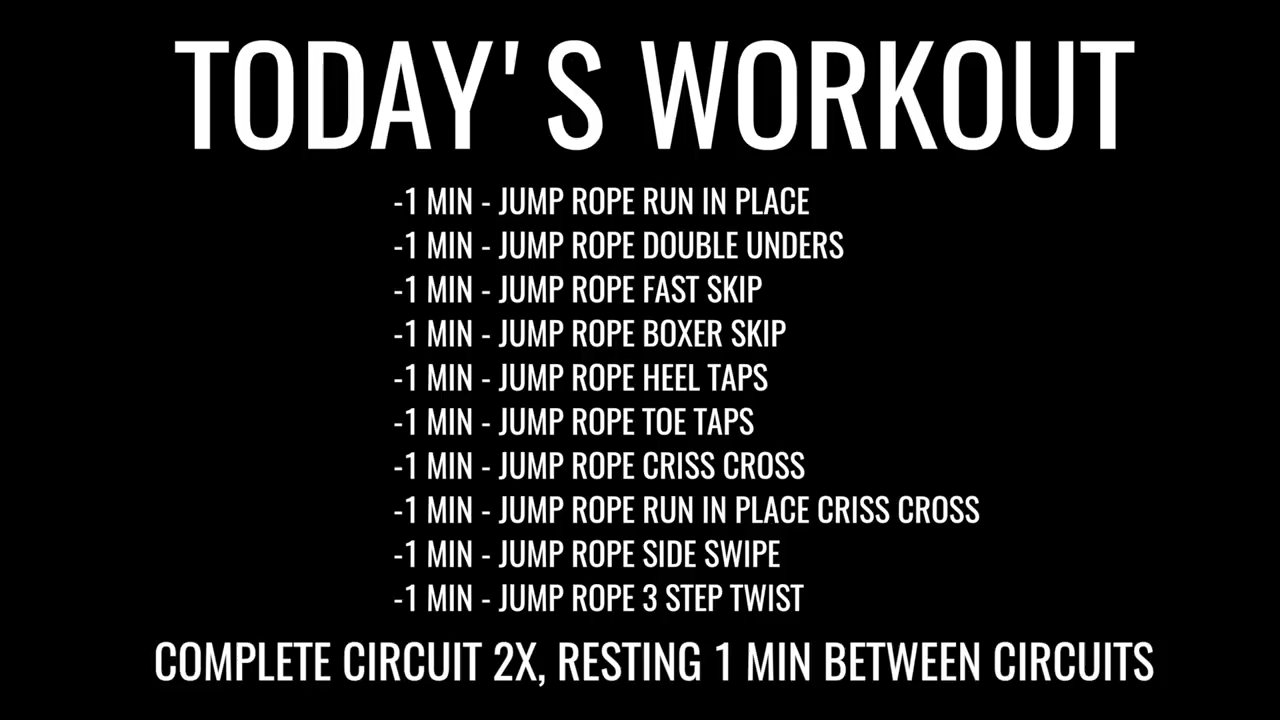 TODAY'S WORKOUT
-1 MIN - JUMP ROPE RUN IN PLACE
-1 MIN - JUMP ROPE DOUBLE UNDERS
-1 MIN - JUMP ROPE FAST SKIP
-1 MIN - JUMP ROPE BOXER SKIP
-1 MIN - JUMP ROPE HEEL TAPS
-1 MIN - JUMP ROPE TOE TAPS
-1 MIN - JUMP ROPE CRISS CROSS
-1 MIN - JUMP ROPE RUN IN PLACE CRISS CROSS
-1 MIN - JUMP ROPE SIDE SWIPE
-1 MIN - JUMP ROPE 3 STEP TWIST
COMPLETE CIRCUIT 2X, RESTING 1 MIN BETWEEN CIRCUITS